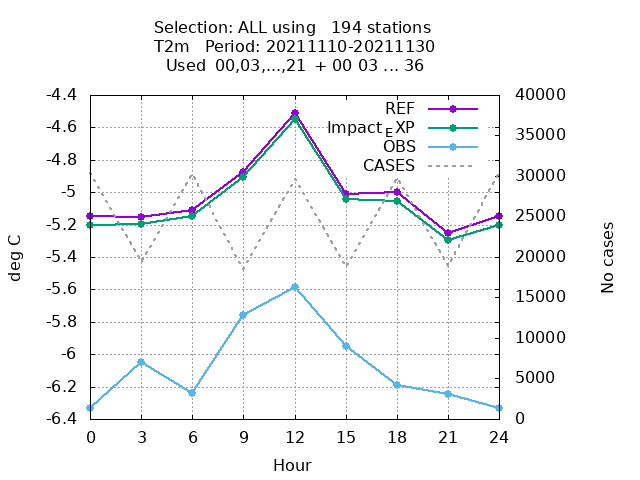 Selection: ALL using   194 stations
T2m   Period: 20211110-20211130
Used  00,03,...,21  + 00 03 ... 36
-4.4
-4.6
-4.8
-5
-5.2
-5.4
-5.6
-5.8
-6
-6.2
-6.4
deg C
REF
Impact_EXP
OBS
CASES
40000
35000
30000
25000
20000
15000
10000
5000
0
No cases
0 3 6 9 12 15 18 21 24
Hour